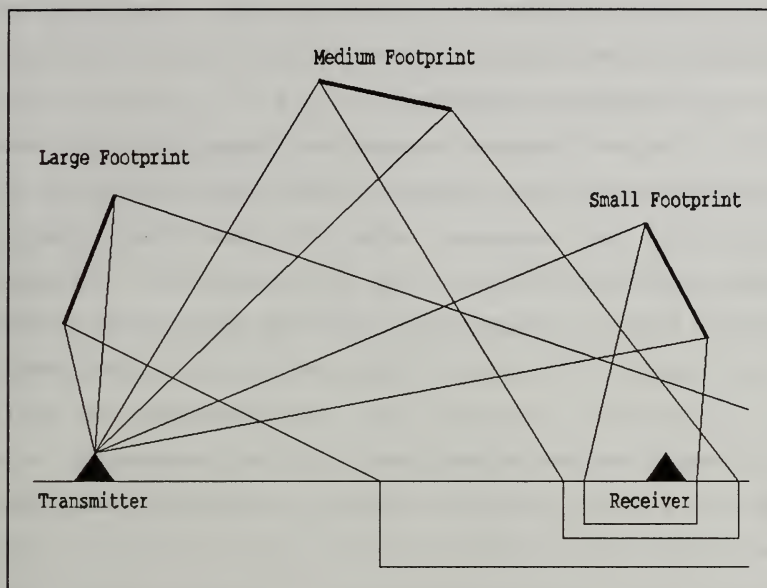 Medium Footprint
Large Footprint
Small Footprint
Transmitter
Receiver